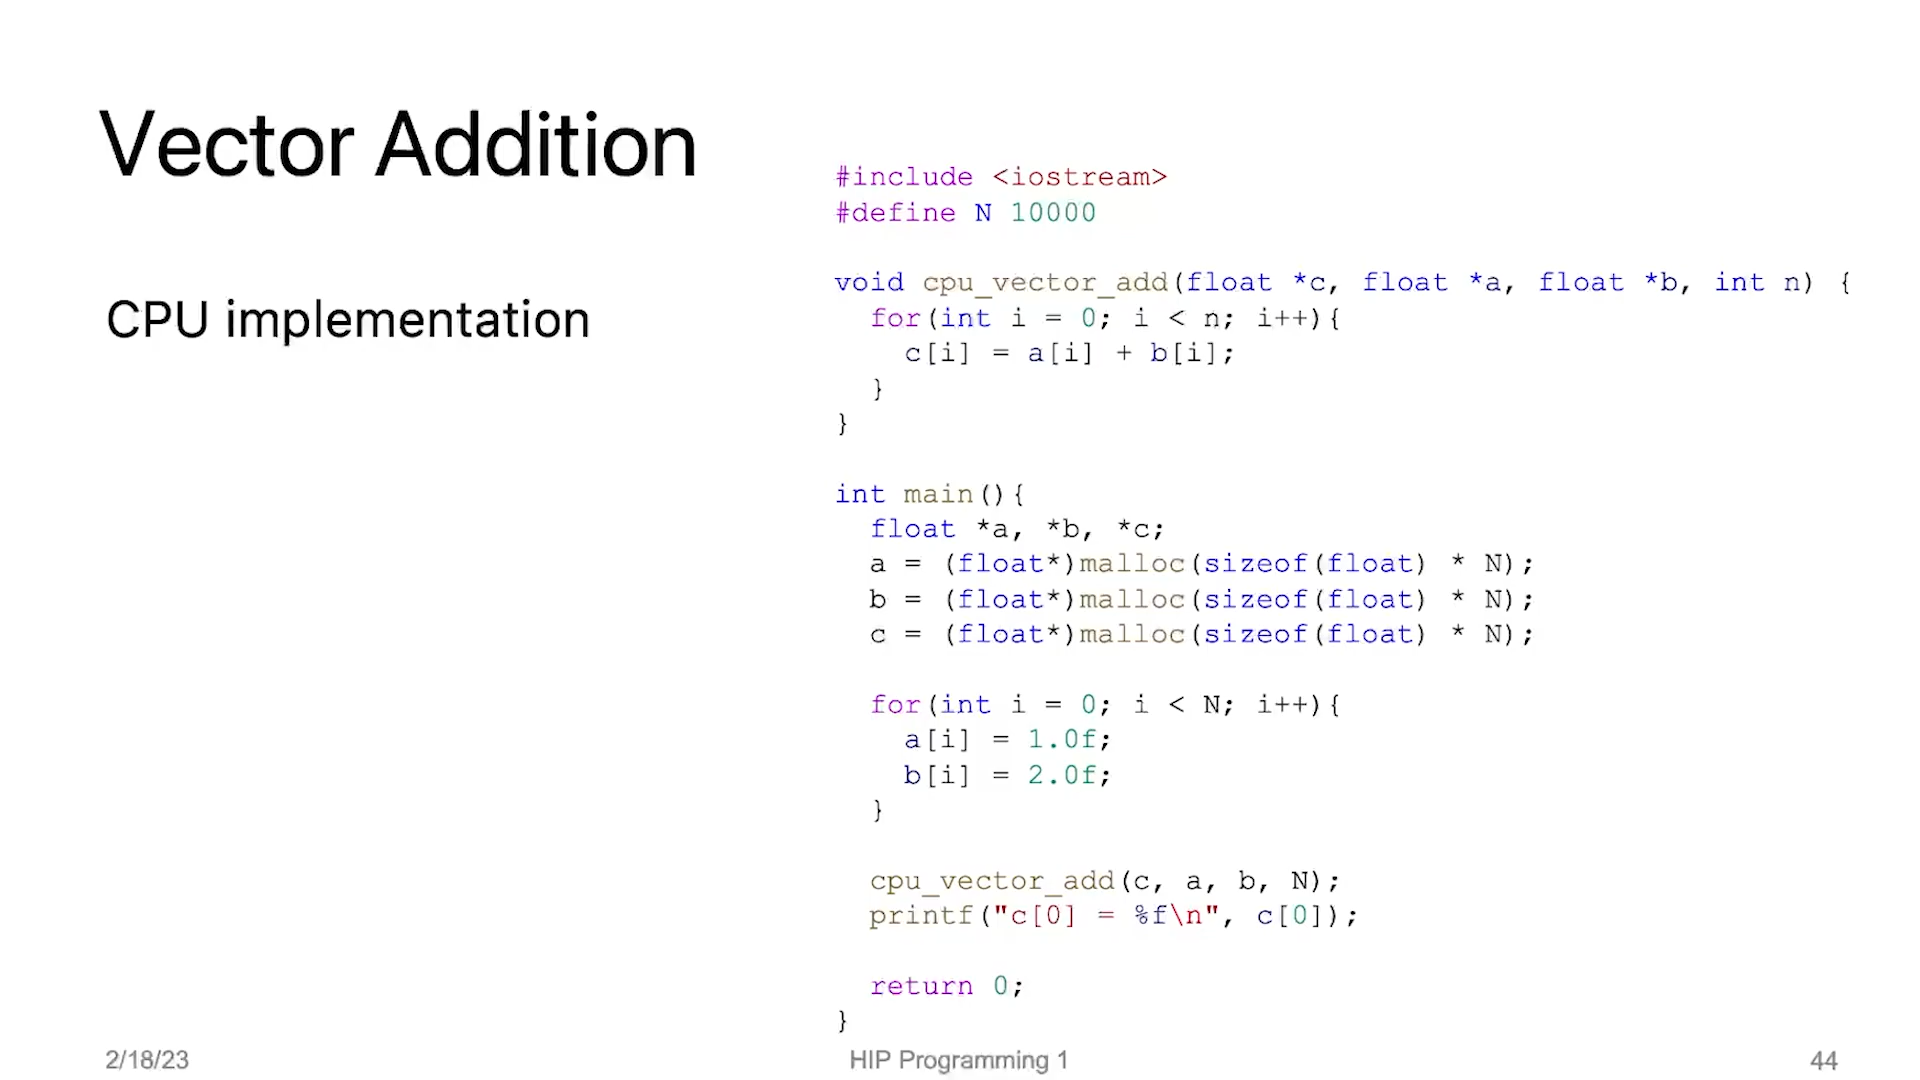 Vector Addition
CPU implementation
#include <iostream>
#define N 10000
void cpu_vector_add(float *c, float *a, float *b, int n) {
  for(int i = 0; i < n; i++){
    c[i] = a[i] + b[i];
  }
}
int main(){
  float *a, *b, *c;
  a = (float*)malloc(sizeof(float) * N);
  b = (float*)malloc(sizeof(float) * N);
  c = (float*)malloc(sizeof(float) * N);
  for(int i = 0; i < N; i++){
    a[i] = 1.0f;
    b[i] = 2.0f;
  }
  cpu_vector_add(c, a, b, N);
  printf("c[0] = %f\n", c[0]);
  return 0;
}
2/18/23
HIP Programming 1
44